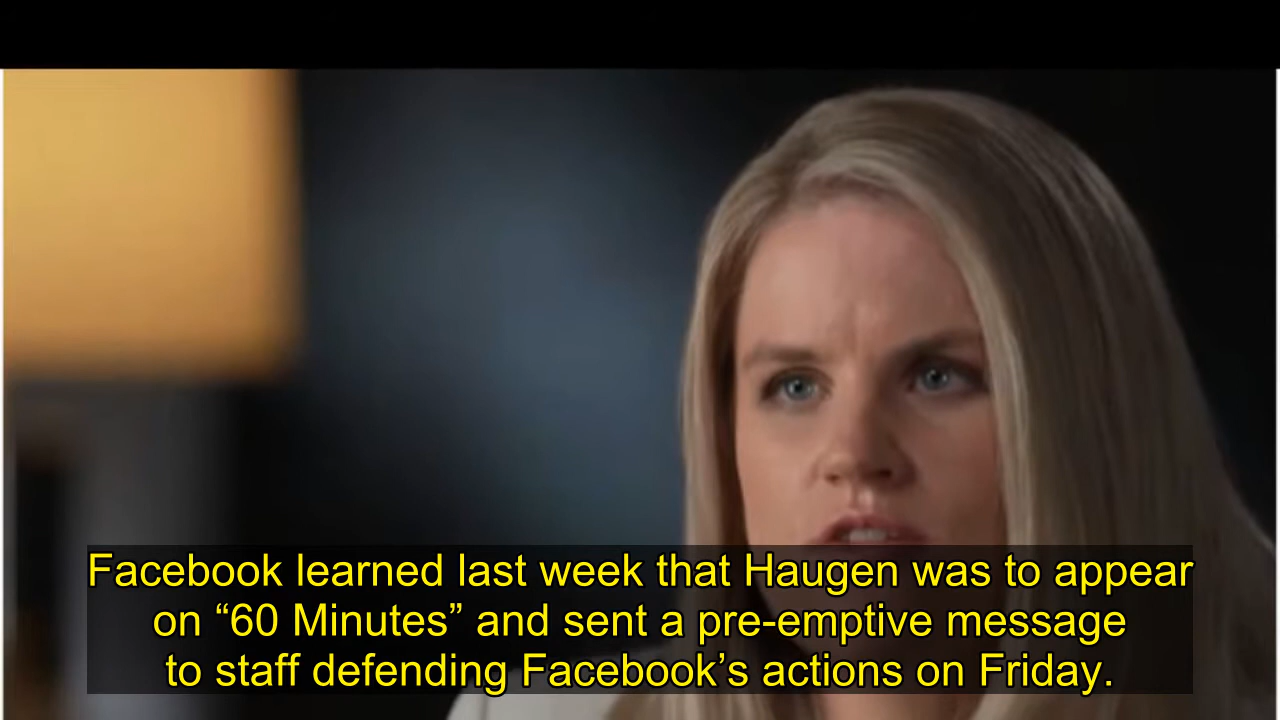 Facebook learned last week that Haugen was to appear
on “60 Minutes” and sent a pre-emptive message
to staff defending Facebook’s actions on Friday.